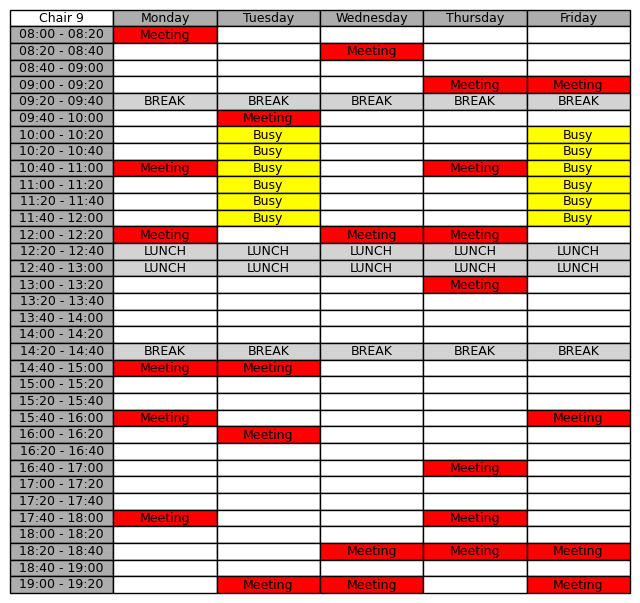 Chair 9 Monday Tuesday Wednesday Thursday Friday
08:00 - 08:20 Meeting
08:20 - 08:40 Meeting
08:40 - 09:00
09:00 - 09:20 Meeting Meeting
09:20 - 09:40 BREAK BREAK BREAK BREAK BREAK
09:40 - 10:00 Meeting
10:00 - 10:20 Busy Busy
10:20 - 10:40 Busy Busy
10:40 - 11:00 Meeting Busy Meeting Busy
11:00 - 11:20 Busy Busy
11:20 - 11:40 Busy Busy
11:40 - 12:00 Busy Busy
12:00 - 12:20 Meeting Meeting Meeting
12:20 - 12:40 LUNCH LUNCH LUNCH LUNCH LUNCH
12:40 - 13:00 LUNCH LUNCH LUNCH LUNCH LUNCH
13:00 - 13:20 Meeting
13:20 - 13:40
13:40 - 14:00
14:00 - 14:20
14:20 - 14:40 BREAK BREAK BREAK BREAK BREAK
14:40 - 15:00 Meeting Meeting
15:00 - 15:20
15:20 - 15:40
15:40 - 16:00 Meeting Meeting
16:00 - 16:20 Meeting
16:20 - 16:40
16:40 - 17:00 Meeting
17:00 - 17:20
17:20 - 17:40
17:40 - 18:00 Meeting Meeting
18:00 - 18:20
18:20 - 18:40 Meeting Meeting Meeting
18:40 - 19:00
19:00 - 19:20 Meeting Meeting Meeting